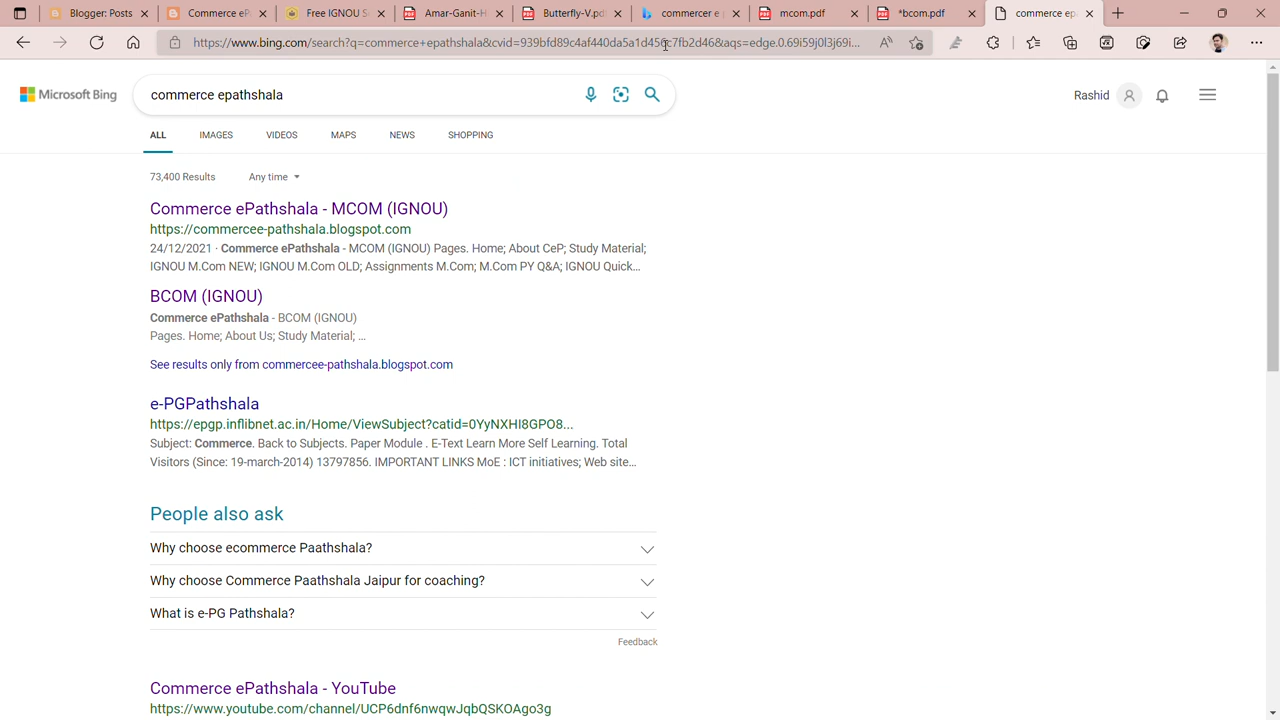 Blogger: Posts
Commerce eP
Free IGNOU S
Amar-Ganit-H
Butterfly-V.pd
commercer e p
mcom.pdf
*bcom.pdf
commerce ep
https://www.bing.com/search?q=commerce+epathshala&cvid=939bfd89c4af440da5a1d456c7fb2d46&aqs=edge.0.69i59j0l3j69i...
Microsoft Bing
commerce epathshala
Rashid
ALL IMAGES VIDEOS MAPS NEWS SHOPPING
73,400 Results Any time
Commerce ePathshala - MCOM (IGNOU)
https://commercee-pathshala.blogspot.com
24/12/2021 · Commerce ePathshala - MCOM (IGNOU) Pages. Home; About CeP; Study Material;
IGNOU M.Com NEW; IGNOU M.Com OLD; Assignments M.Com; M.Com PY Q&A; IGNOU Quick...
BCOM (IGNOU)
Commerce ePathshala - BCOM (IGNOU)
Pages. Home; About Us; Study Material; ...
See results only from commercee-pathshala.blogspot.com
e-PGPathshala
https://epgp.inflibnet.ac.in/Home/ViewSubject?catid=0YyNXHI8GPO8...
Subject: Commerce. Back to Subjects. Paper Module . E-Text Learn More Self Learning. Total
Visitors (Since: 19-march-2014) 13797856. IMPORTANT LINKS MoE : ICT initiatives; Web site...
People also ask
Why choose ecommerce Paathshala?
Why choose Commerce Paathshala Jaipur for coaching?
What is e-PG Pathshala?
Feedback
Commerce ePathshala - YouTube
https://www.youtube.com/channel/UCP6dnf6nwqwJqbQSKOAgo3g